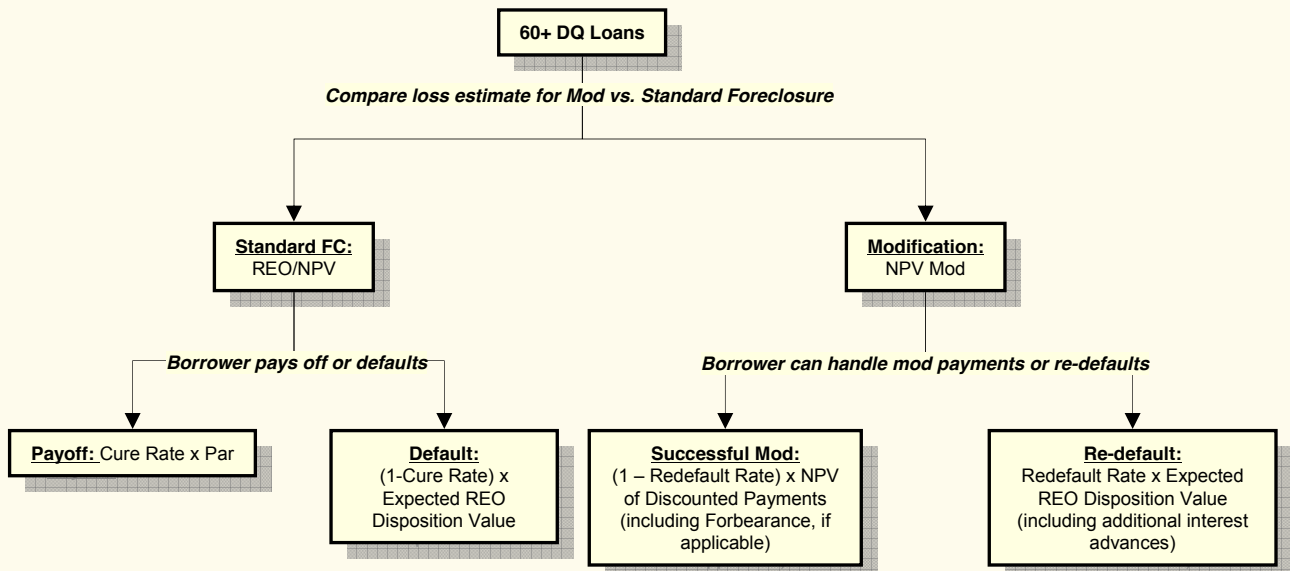 60+ DQ Loans
Compare loss estimate for Mod vs. Standard Foreclosure
Standard FC:
REO/NPV
Modification:
NPV Mod
Borrower pays off or defaults
Borrower can handle mod payments or re-defaults
Payoff: Cure Rate x Par
Default:
(1-Cure Rate) x
Expected REO
Disposition Value
Successful Mod:
(1 – Redefault Rate) x NPV
of Discounted Payments
(including Forbearance, if
applicable)
Re-default:
Redefault Rate x Expected
REO Disposition Value
(including additional interest
advances)